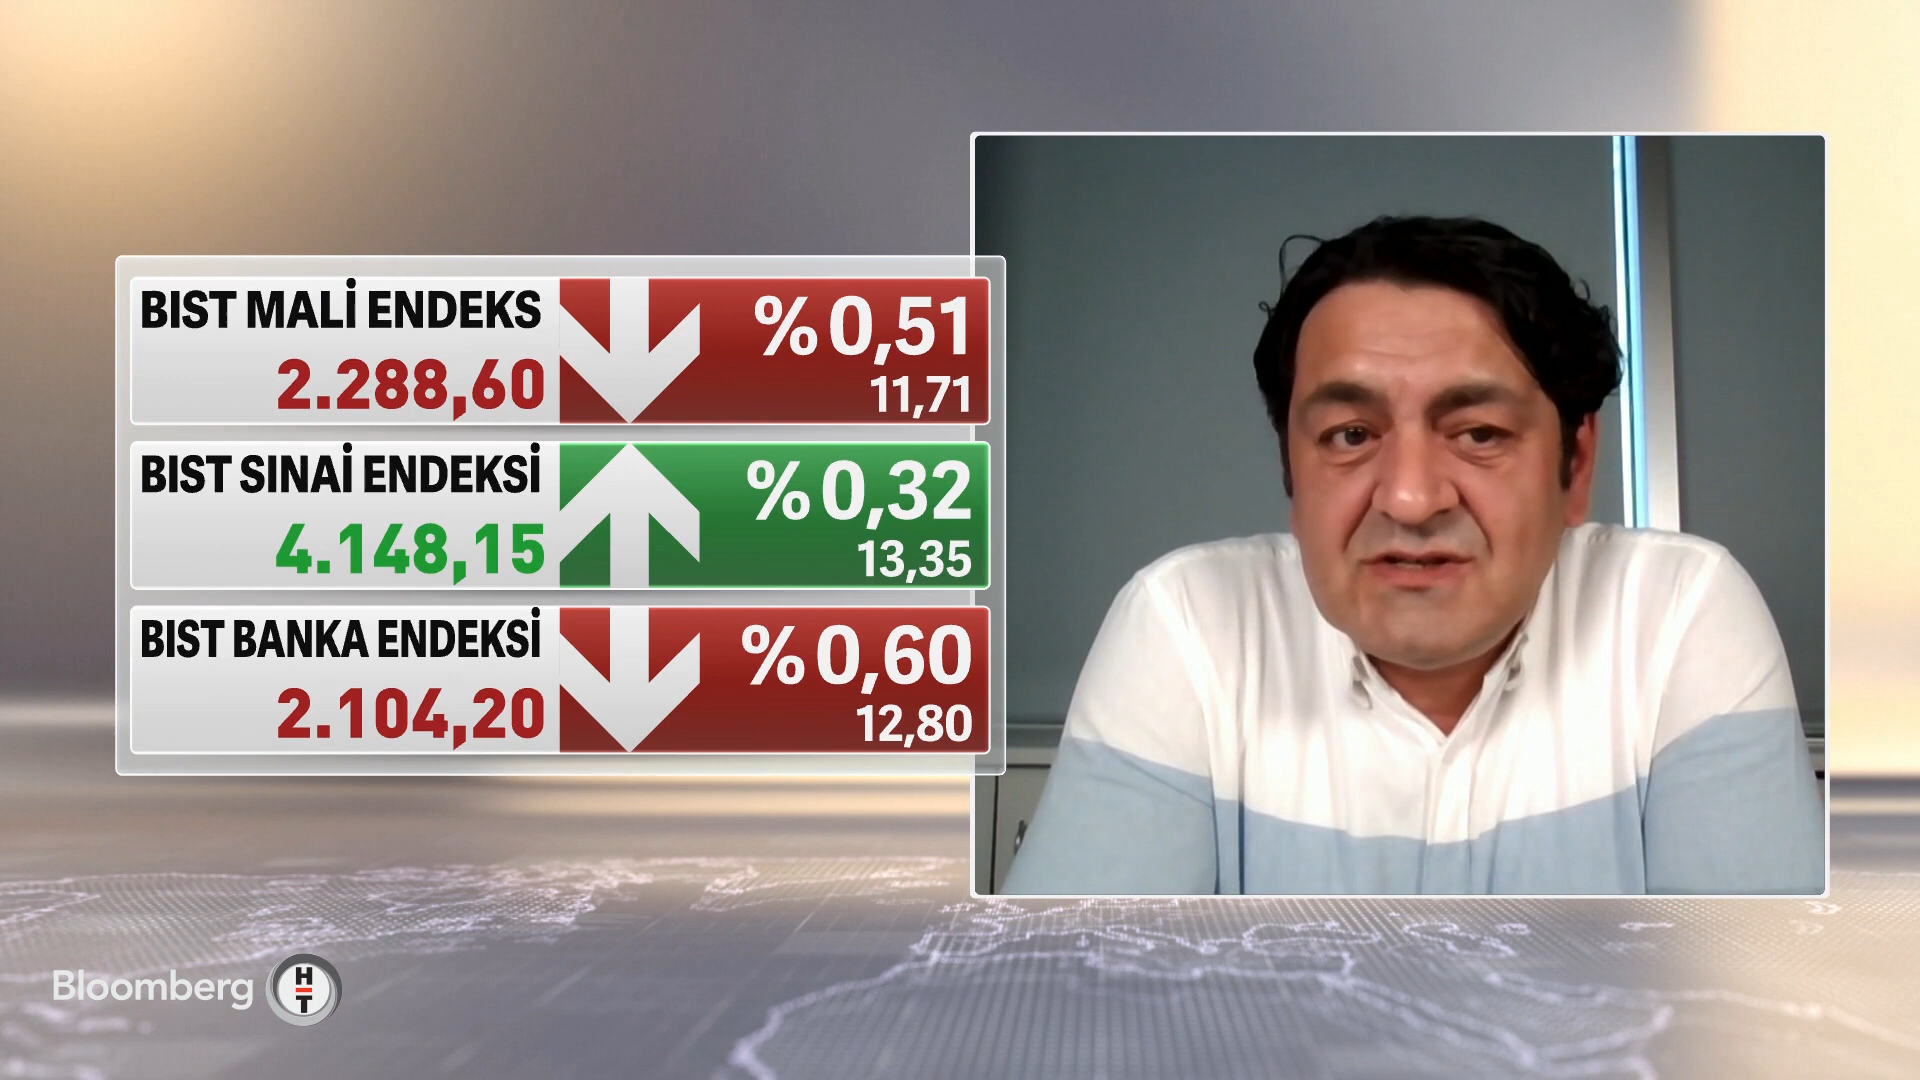 BIST MALİ ENDEKS
2.288,60
%0,51
11,71
BIST SINAİ ENDEKSİ
4.148,15
%0,32
13,35
BIST BANKA ENDEKSİ
2.104,20
%0,60
12,80
Bloomberg HT